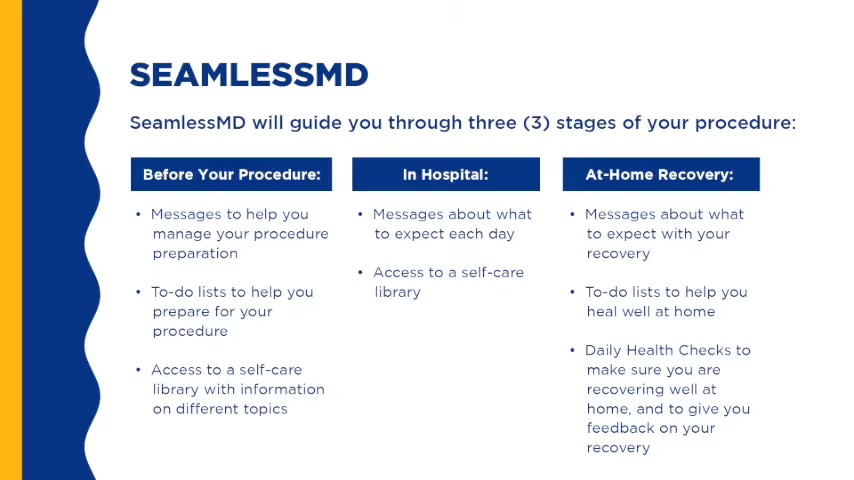 SEAMLESSMD
SeamlessMD will guide you through three (3) stages of your procedure:
Before Your Procedure:
• Messages to help you
manage your procedure
preparation
• To-do lists to help you
prepare for your
procedure
• Access to a self-care
library with information
on different topics
In Hospital:
• Messages about what
to expect each day
• Access to a self-care
library
At-Home Recovery:
• Messages about what
to expect with your
recovery
• To-do lists to help you
heal well at home
• Daily Health Checks to
make sure you are
recovering well at
home, and to give you
feedback on your
recovery